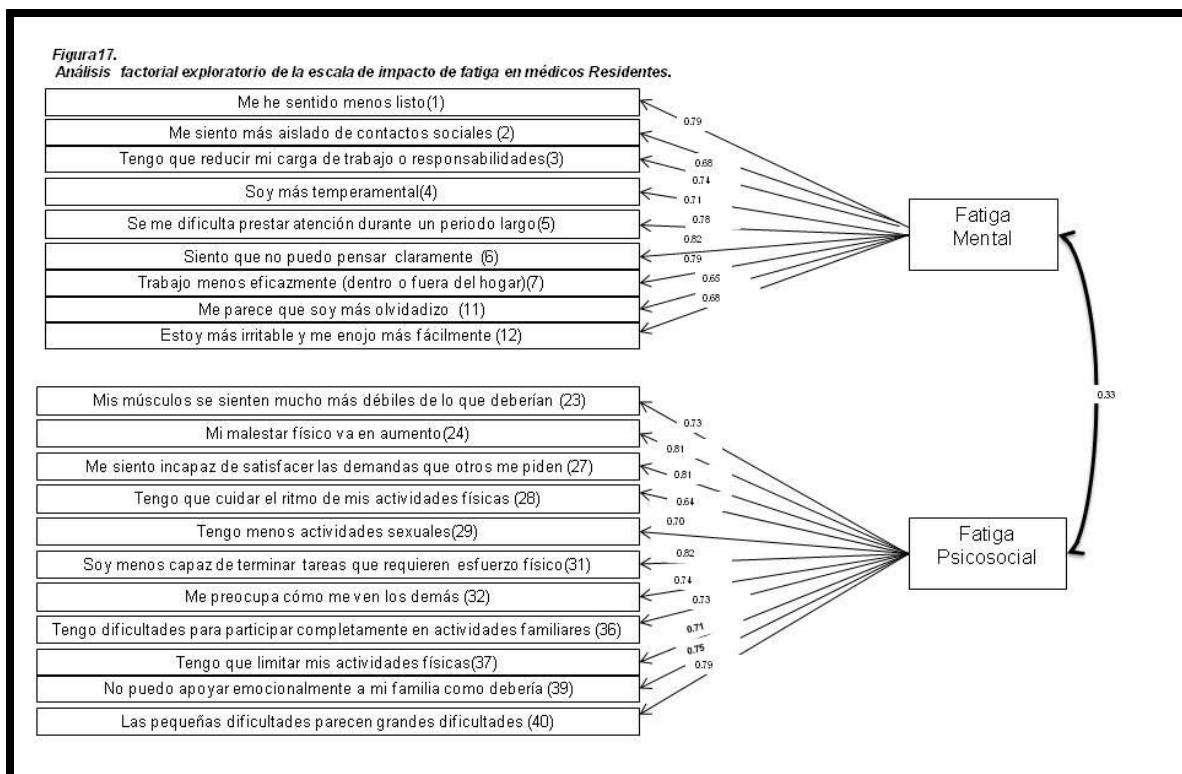 Figura17.
Análisis factorial exploratorio de la escala de impacto de fatiga en médicos Residentes.
Me he sentido menos listo(1)
Me siento más aislado de contactos sociales (2)
Tengo que reducir mi carga de trabajo o responsabilidades(3)
Soy más temperamental(4)
Se me dificulta prestar atención durante un periodo largo(5)
Siento que no puedo pensar claramente (6)
Trabajo menos eficazmente (dentro o fuera del hogar)(7)
Me parece que soy más olvidadizo (11)
Estoy más irritable y me enojo más fácilmente (12)
0.79
0.68
0.74
0.71
0.78
0.82
0.79
0.65
0.68
Fatiga
Mental
Mis músculos se sienten mucho más débiles de lo que deberían (23)
Mi malestar físico va en aumento(24)
Me siento incapaz de satisfacer las demandas que otros me piden (27)
Tengo que cuidar el ritmo de mis actividades físicas (28)
Tengo menos actividades sexuales(29)
Soy menos capaz de terminar tareas que requieren esfuerzo físico(31)
Me preocupa cómo me ven los demás (32)
Tengo dificultades para participar completamente en actividades familiares (36)
Tengo que limitar mis actividades físicas(37)
No puedo apoyar emocionalmente a mi familia como debería (39)
Las pequeñas dificultades parecen grandes dificultades (40)
0.73
0.81
0.81
0.64
0.70
0.82
0.74
0.73
0.71
0.75
0.79
Fatiga
Psicosocial
0.33